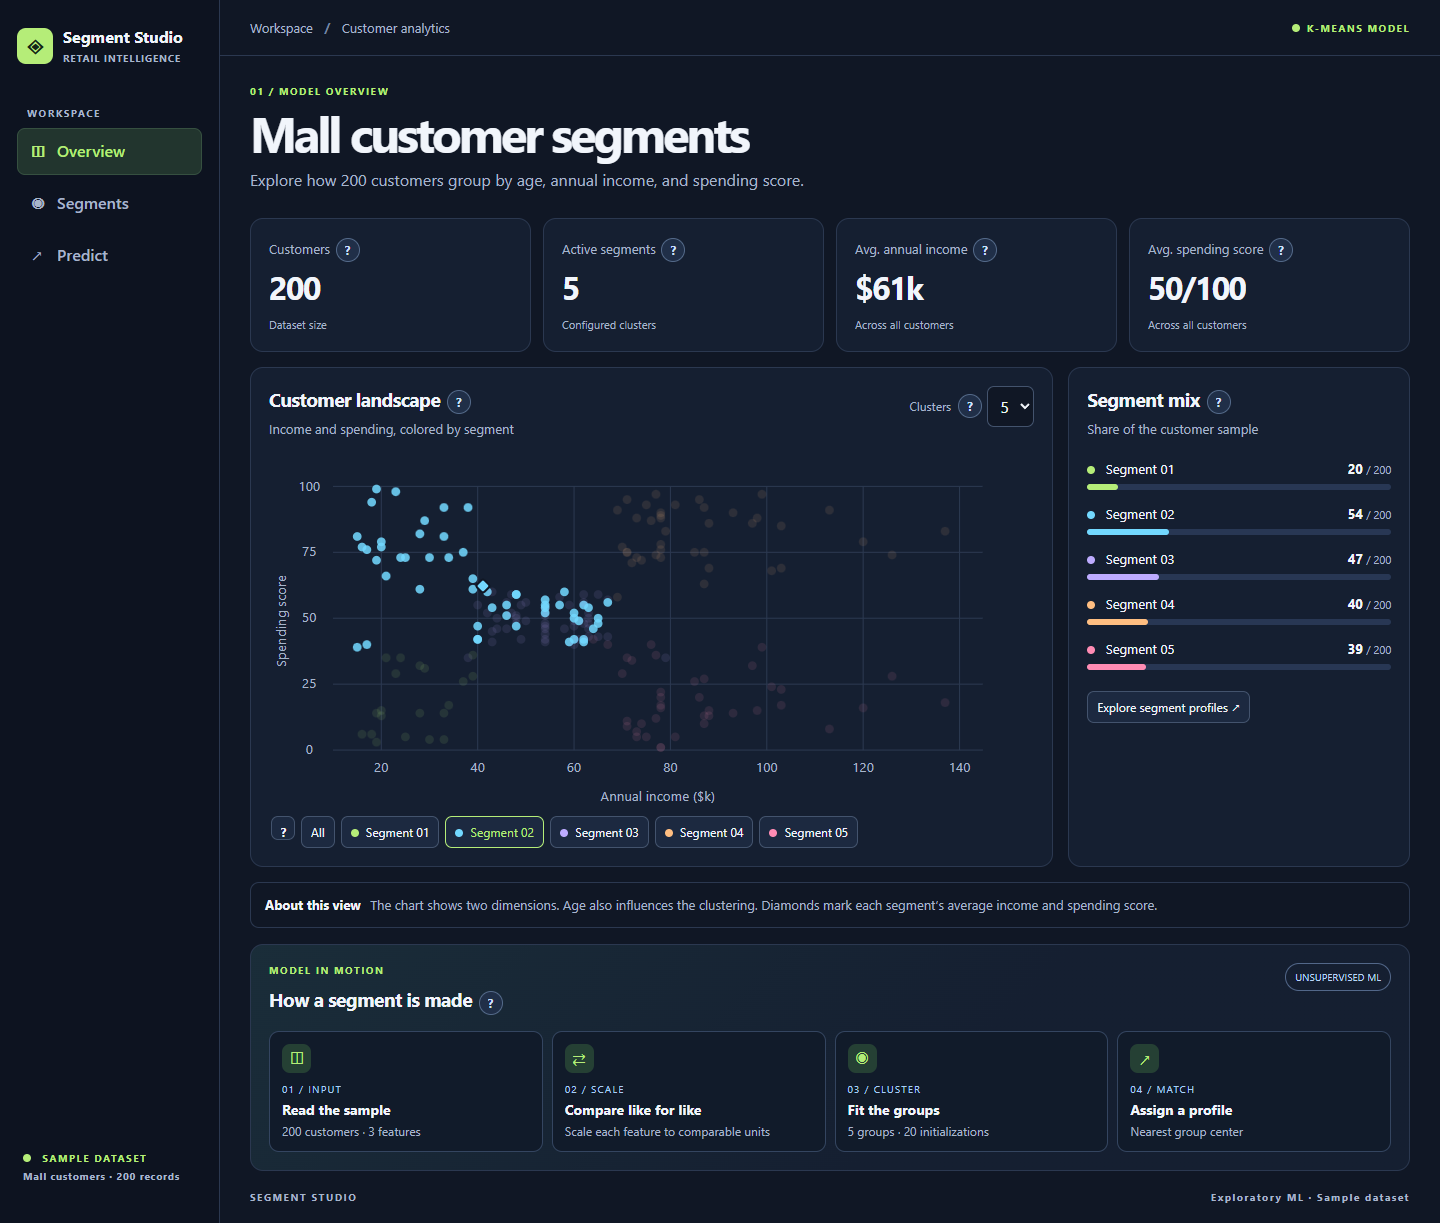 Segment Studio
RETAIL INTELLIGENCE
WORKSPACE
Overview
Segments
Predict
SAMPLE DATASET
Mall customers · 200 records
Workspace / Customer analytics
K-MEANS MODEL
01 / MODEL OVERVIEW
Mall customer segments
Explore how 200 customers group by age, annual income, and spending score.
Customers ?
200
Dataset size
Active segments ?
5
Configured clusters
Avg. annual income ?
$61k
Across all customers
Avg. spending score ?
50/100
Across all customers
Customer landscape ?
Income and spending, colored by segment
Clusters ? 5
100
75
50
25
0
Spending score
20 40 60 80 100 120 140
Annual income ($k)
? All Segment 01 Segment 02 Segment 03 Segment 04 Segment 05
Segment mix ?
Share of the customer sample
Segment 01 20 / 200
Segment 02 54 / 200
Segment 03 47 / 200
Segment 04 40 / 200
Segment 05 39 / 200
Explore segment profiles ↗
About this view The chart shows two dimensions. Age also influences the clustering. Diamonds mark each segment's average income and spending score.
MODEL IN MOTION
How a segment is made ?
UNSUPERVISED ML
01 / INPUT
Read the sample
200 customers · 3 features
02 / SCALE
Compare like for like
Scale each feature to comparable units
03 / CLUSTER
Fit the groups
5 groups · 20 initializations
04 / MATCH
Assign a profile
Nearest group center
SEGMENT STUDIO
Exploratory ML · Sample dataset